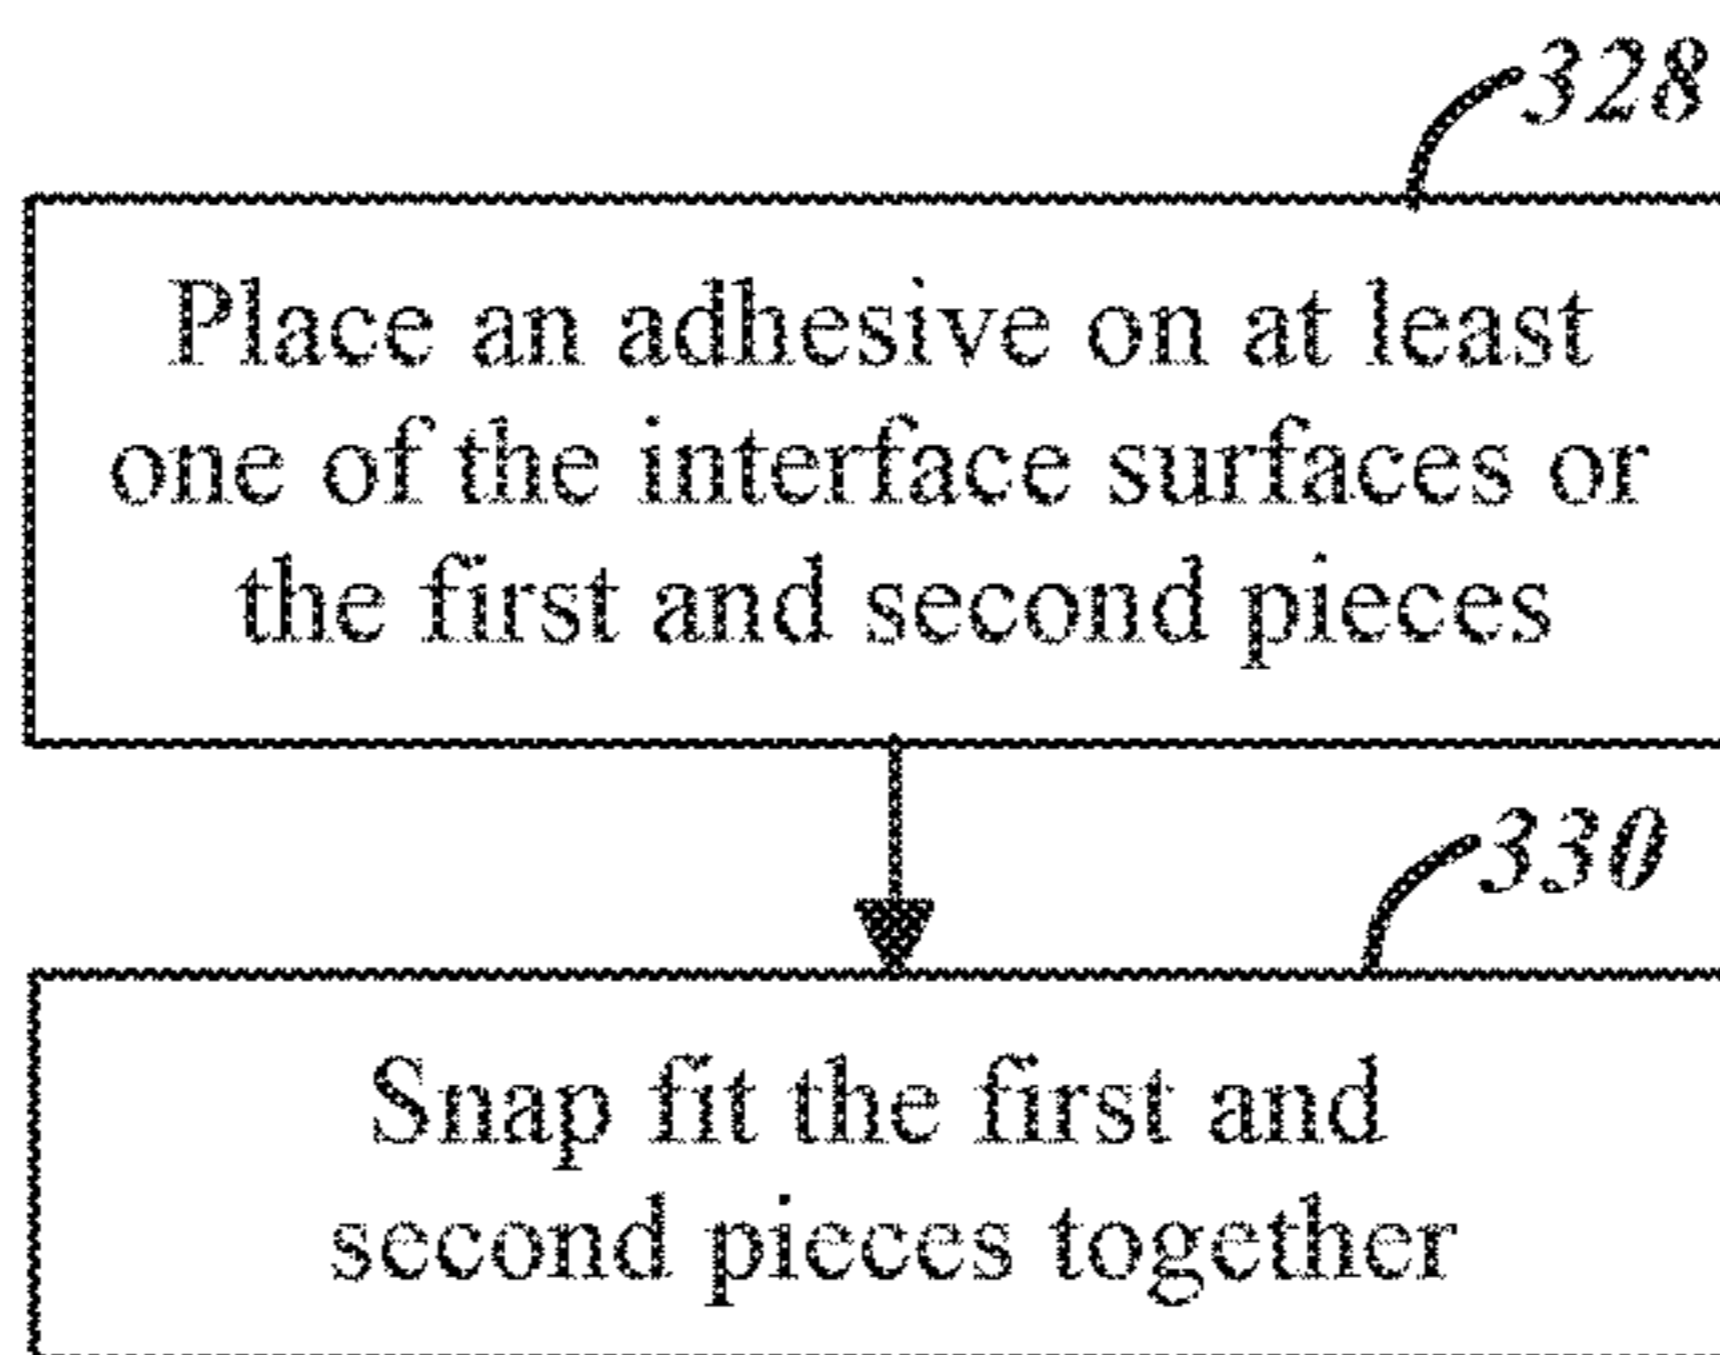 328
Place an adhesive on at least
one of the interface surfaces or
the first and second pieces
330
Snap fit the first and
second pieces together